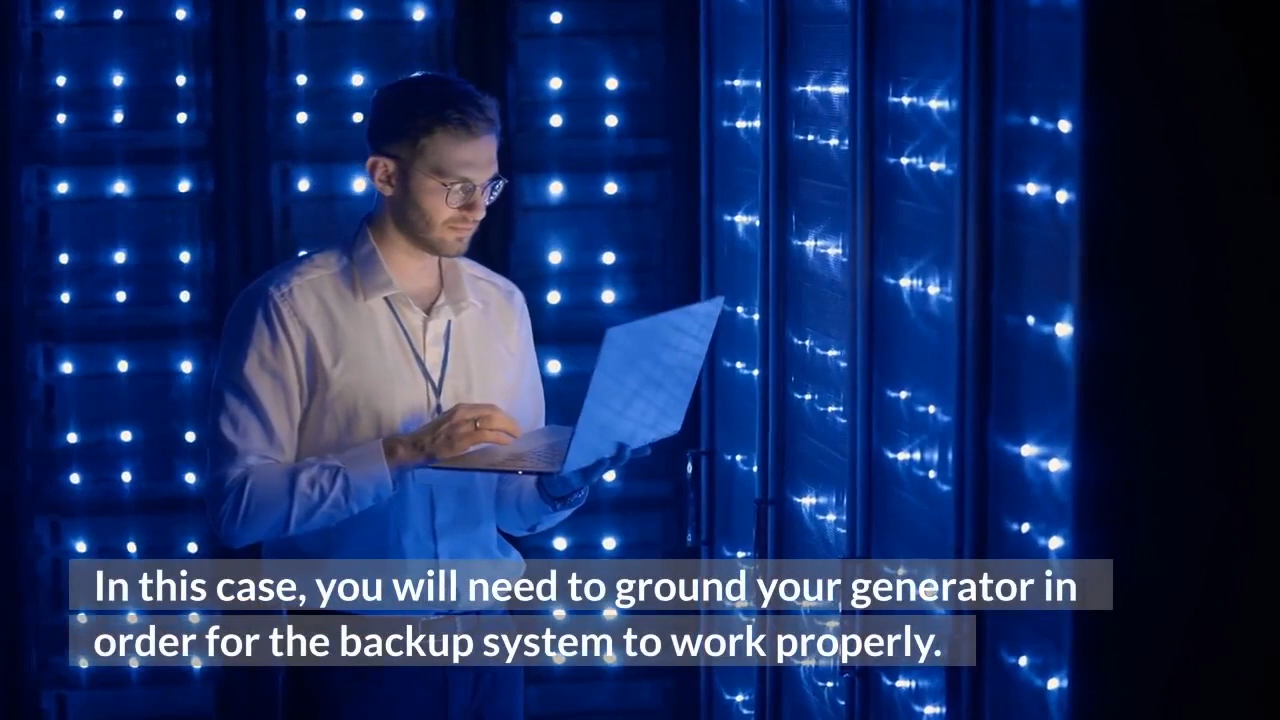 In this case, you will need to ground your generator in
order for the backup system to work properly.